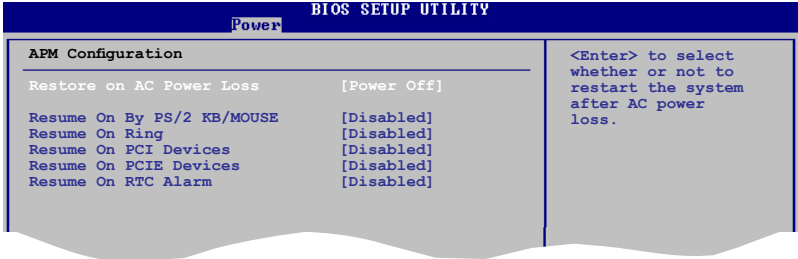 BIOS SETUP UTILITY
Power
APM Configuration
Restore on AC Power Loss [Power Off]
Resume On By PS/2 KB/MOUSE [Disabled]
Resume On Ring [Disabled]
Resume On PCI Devices [Disabled]
Resume On PCIE Devices [Disabled]
Resume On RTC Alarm [Disabled]
<Enter> to select
whether or not to
restart the system
after AC power
loss.